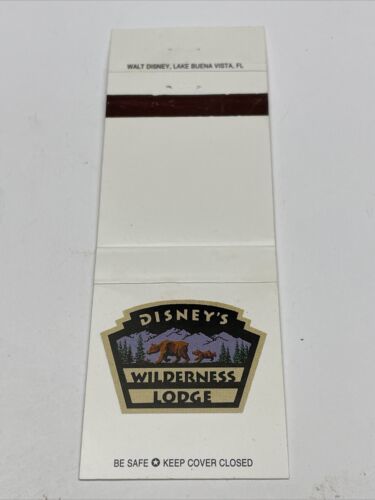 WALT DISNEY, LAKE BUENA VISTA, FL
DISNEY'S
WILDERNESS
LODGE
BE SAFE ✪ KEEP COVER CLOSED